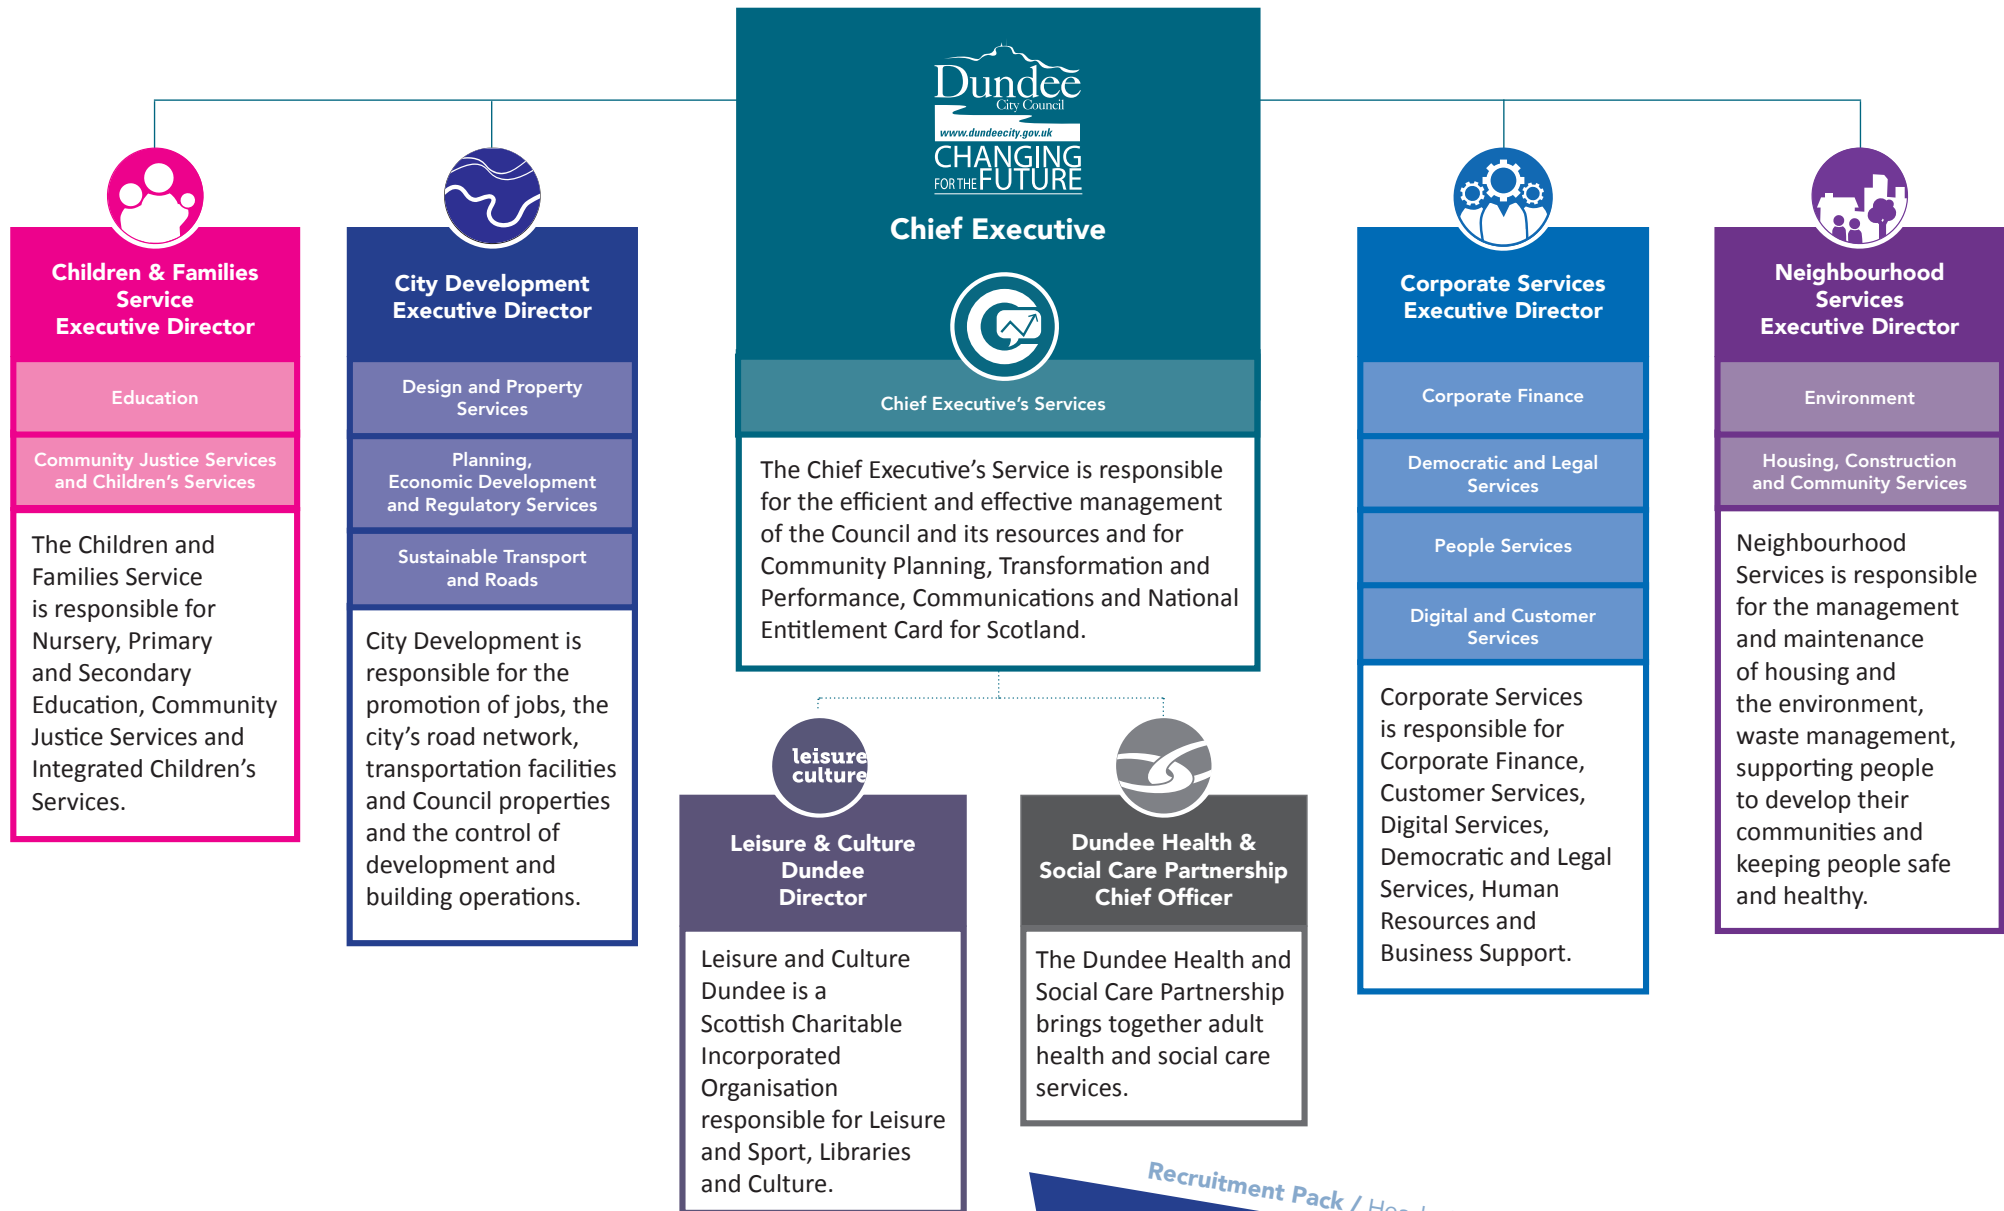 Dundee
City Council
www.dundeecity.gov.uk
CHANGING
FOR THE FUTURE
Chief Executive
Chief Executive's Services
The Chief Executive's Service is responsible
for the efficient and effective management
of the Council and its resources and for
Community Planning, Transformation and
Performance, Communications and National
Entitlement Card for Scotland.
Children & Families
Service
Executive Director
Education
Community Justice Services
and Children's Services
The Children and
Families Service
is responsible for
Nursery, Primary
and Secondary
Education, Community
Justice Services and
Integrated Children's
Services.
City Development
Executive Director
Design and Property
Services
Planning,
Economic Development
and Regulatory Services
Sustainable Transport
and Roads
City Development is
responsible for the
promotion of jobs, the
city's road network,
transportation facilities
and Council properties
and the control of
development and
building operations.
Corporate Services
Executive Director
Corporate Finance
Democratic and Legal
Services
People Services
Digital and Customer
Services
Corporate Services
is responsible for
Corporate Finance,
Customer Services,
Digital Services,
Democratic and Legal
Services, Human
Resources and
Business Support.
Neighbourhood
Services
Executive Director
Environment
Housing, Construction
and Community Services
Neighbourhood
Services is responsible
for the management
and maintenance
of housing and
the environment,
waste management,
supporting people
to develop their
communities and
keeping people safe
and healthy.
leisure
culture
Leisure & Culture
Dundee
Director
Leisure and Culture
Dundee is a
Scottish Charitable
Incorporated
Organisation
responsible for Leisure
and Sport, Libraries
and Culture.
Dundee Health &
Social Care Partnership
Chief Officer
The Dundee Health and
Social Care Partnership
brings together adult
health and social care
services.
Recruitment Pack /